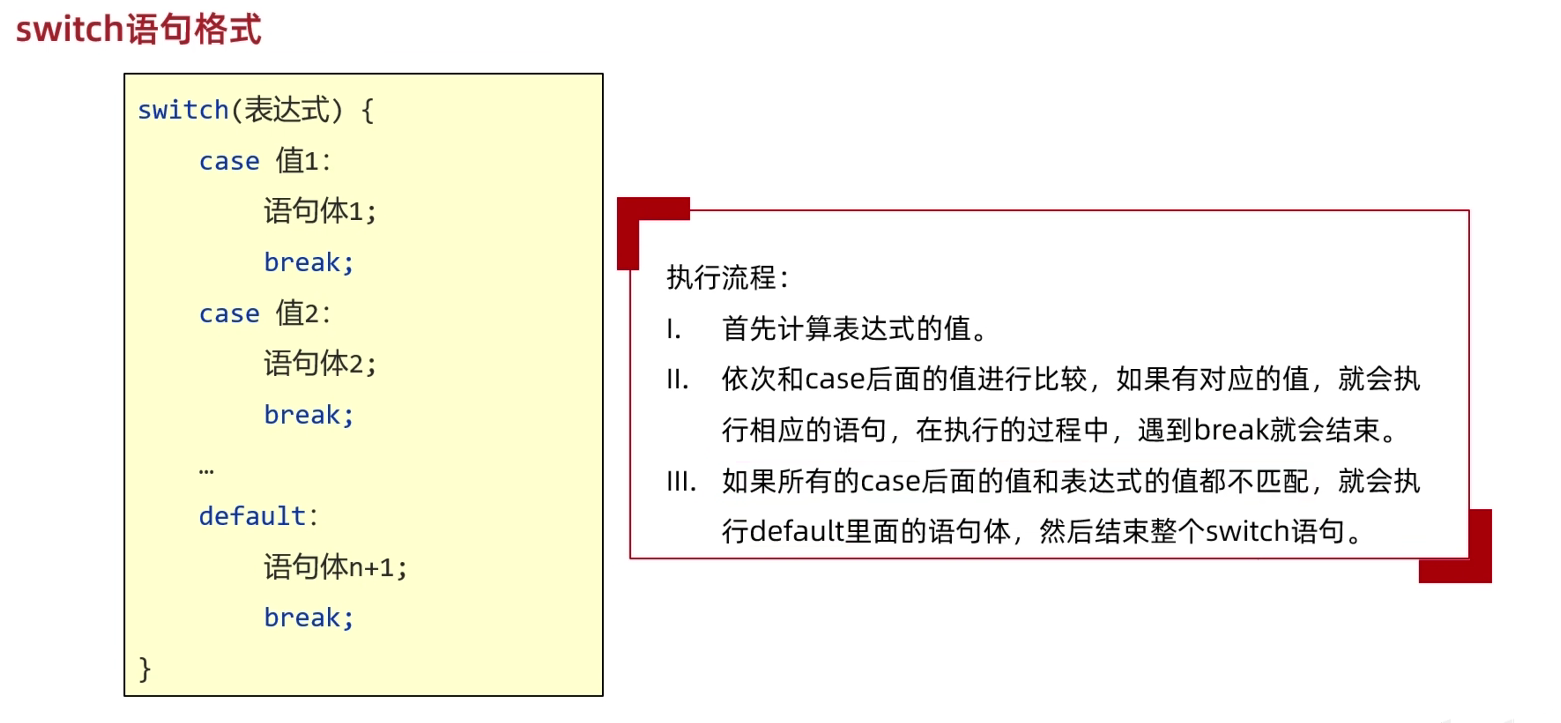 switch语句格式
switch(表达式) {
case 值1：
语句体1;
break;
case 值2：
语句体2;
break;
…
default：
语句体n+1;
break;
}
执行流程：
I. 首先计算表达式的值。
II. 依次和case后面的值进行比较，如果有对应的值，就会执
行相应的语句，在执行的过程中，遇到break就会结束。
III. 如果所有的case后面的值和表达式的值都不匹配，就会执
行default里面的语句体，然后结束整个switch语句。